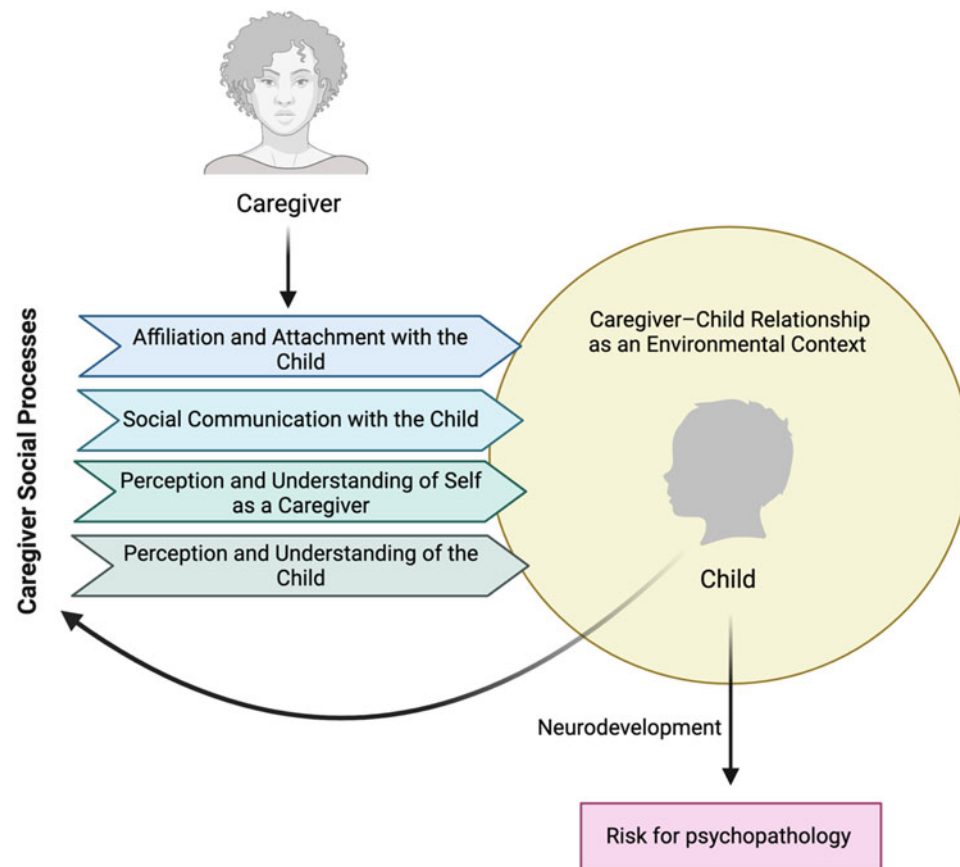 Caregiver
Caregiver Social Processes
Affiliation and Attachment with the
Child
Social Communication with the Child
Perception and Understanding of Self
as a Caregiver
Perception and Understanding of the
Child
Caregiver–Child Relationship
as an Environmental Context
Child
Neurodevelopment
Risk for psychopathology